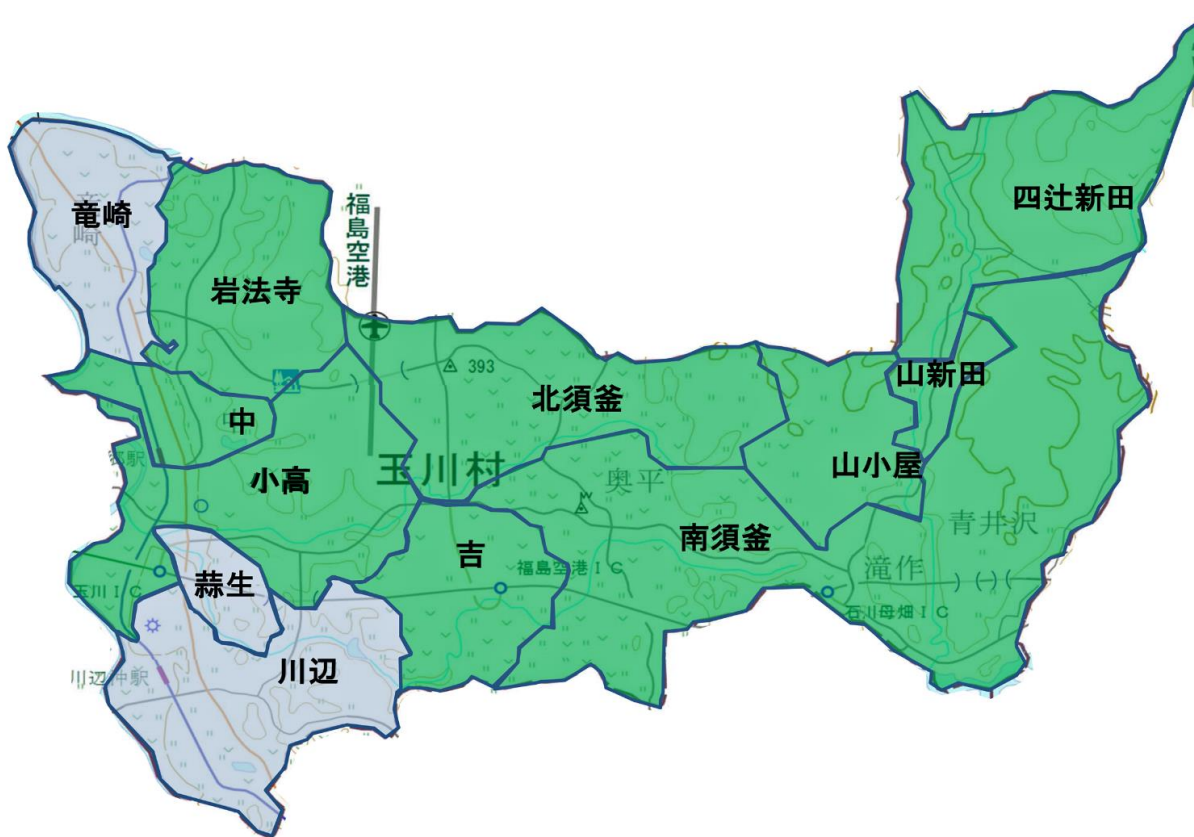 四辻新田
竜崎
竜崎
福島空港
岩法寺
山新田
393
北須釜
中
中
山小屋
玉川村
小高
奥平
青井沢
南須釜
吉
滝作
蒜生
福島空港IC
玉川IC
石川母畑IC
川辺
川辺沖駅